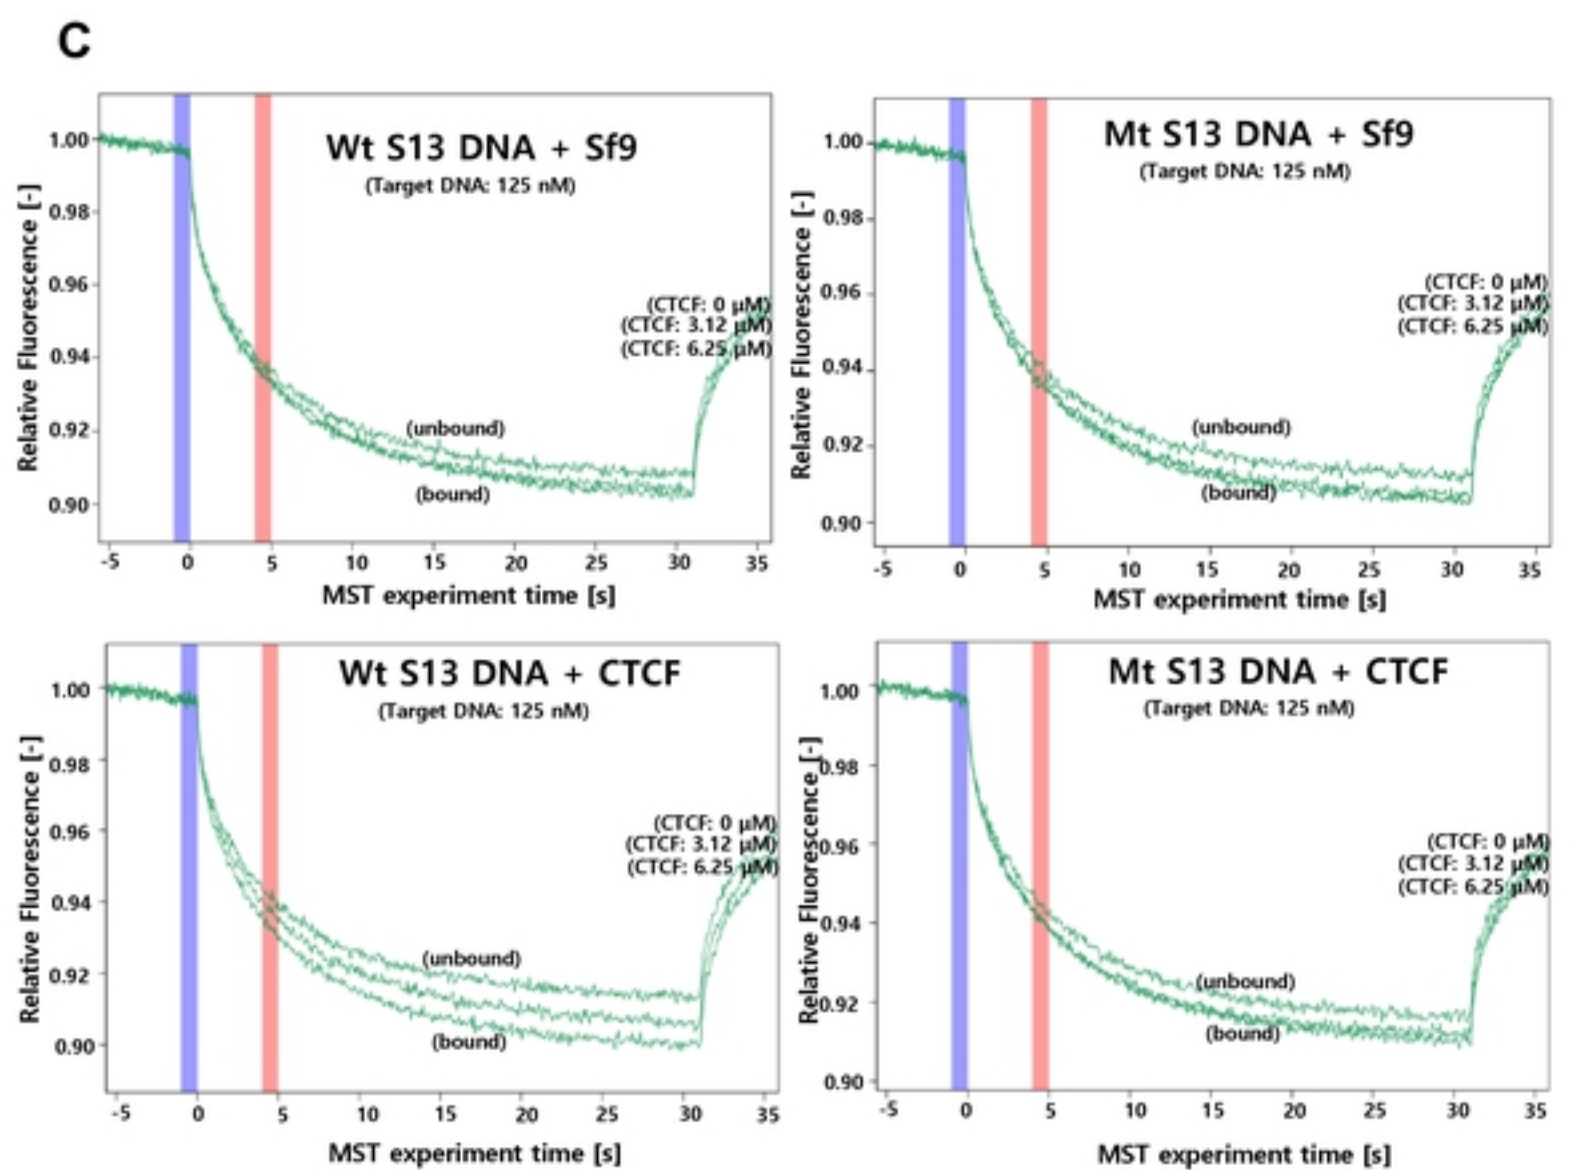 C
Wt S13 DNA + Sf9
(Target DNA: 125 nM)
Relative Fluorescence [-]
1.00
0.98
0.96
0.94
0.92
0.90
(CTCF: 0 µM)
(CTCF: 3.12 µM)
(CTCF: 6.25 µM)
(unbound)
(bound)
-5 0 5 10 15 20 25 30 35
MST experiment time [s]
Mt S13 DNA + Sf9
(Target DNA: 125 nM)
Relative Fluorescence [-]
1.00
0.98
0.96
0.94
0.92
0.90
(CTCF: 0 µM)
(CTCF: 3.12 µM)
(CTCF: 6.25 µM)
(unbound)
(bound)
-5 0 5 10 15 20 25 30 35
MST experiment time [s]
Wt S13 DNA + CTCF
(Target DNA: 125 nM)
Relative Fluorescence [-]
1.00
0.98
0.96
0.94
0.92
0.90
(CTCF: 0 µM)
(CTCF: 3.12 µM)
(CTCF: 6.25 µM)
(unbound)
(bound)
-5 0 5 10 15 20 25 30 35
MST experiment time [s]
Mt S13 DNA + CTCF
(Target DNA: 125 nM)
Relative Fluorescence [-]
1.00
0.98
0.96
0.94
0.92
0.90
(CTCF: 0 µM)
(CTCF: 3.12 µM)
(CTCF: 6.25 µM)
(unbound)
(bound)
-5 0 5 10 15 20 25 30 35
MST experiment time [s]